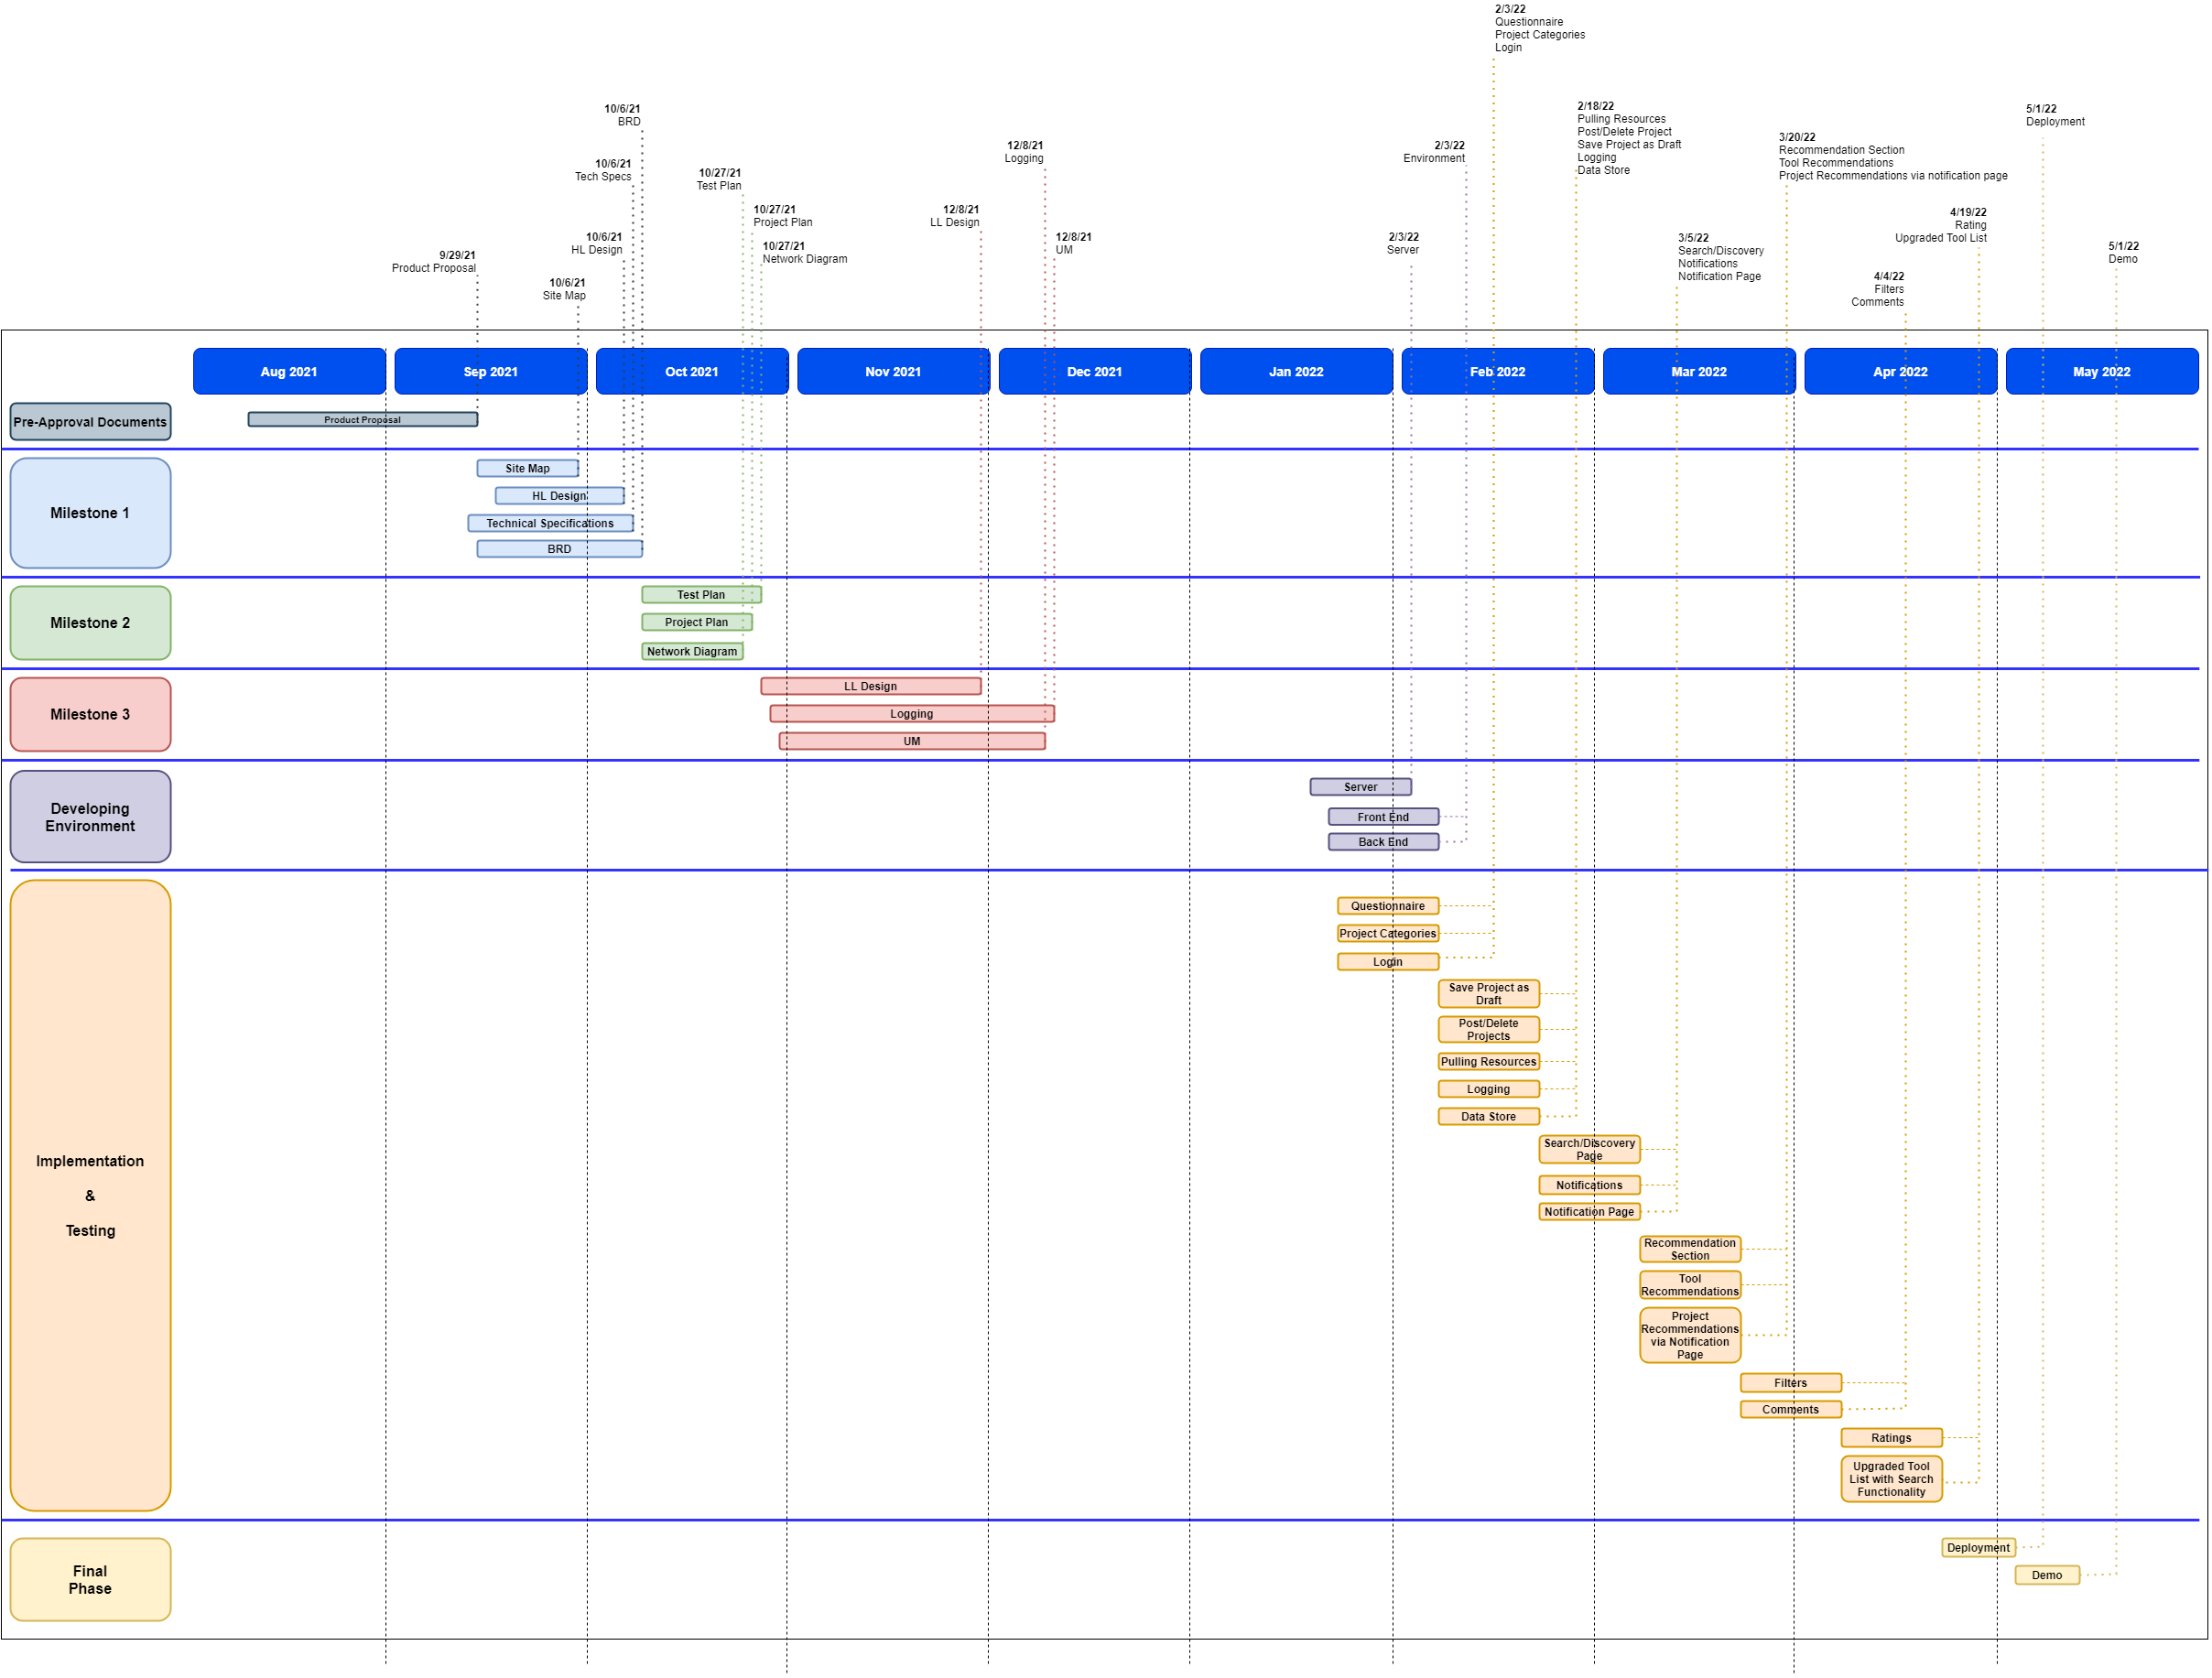 2/3/22
Questionnaire
Project Categories
Login
10/6/21
BRD
2/18/22
Pulling Resources
Post/Delete Project
Save Project as Draft
Logging
Data Store
5/1/22
Deployment
3/20/22
Recommendation Section
Tool Recommendations
Project Recommendations via notification page
12/8/21
Logging
2/3/22
Environment
10/6/21
Tech Specs
10/27/21
Test Plan
10/27/21
Project Plan
12/8/21
LL Design
4/19/22
Rating
Upgraded Tool List
10/6/21
HL Design
12/8/21
UM
2/3/22
Server
3/5/22
Search/Discovery
Notifications
Notification Page
10/27/21
Network Diagram
5/1/22
Demo
9/29/21
Product Proposal
4/4/22
Filters
Comments
10/6/21
Site Map
Aug 2021
Sep 2021
Oct 2021
Nov 2021
Dec 2021
Jan 2022
Feb 2022
Mar 2022
Apr 2022
May 2022
Pre-Approval Documents
Product Proposal
Milestone 1
Site Map
HL Design
Technical Specifications
BRD
Milestone 2
Test Plan
Project Plan
Network Diagram
Milestone 3
LL Design
Logging
UM
Developing
Environment
Server
Front End
Back End
Implementation
&
Testing
Questionnaire
Project Categories
Login
Save Project as
Draft
Post/Delete
Projects
Pulling Resources
Logging
Data Store
Search/Discovery
Page
Notifications
Notification Page
Recommendation
Section
Tool
Recommendations
Project
Recommendations
via Notification
Page
Filters
Comments
Ratings
Upgraded Tool
List with Search
Functionality
Final
Phase
Deployment
Demo